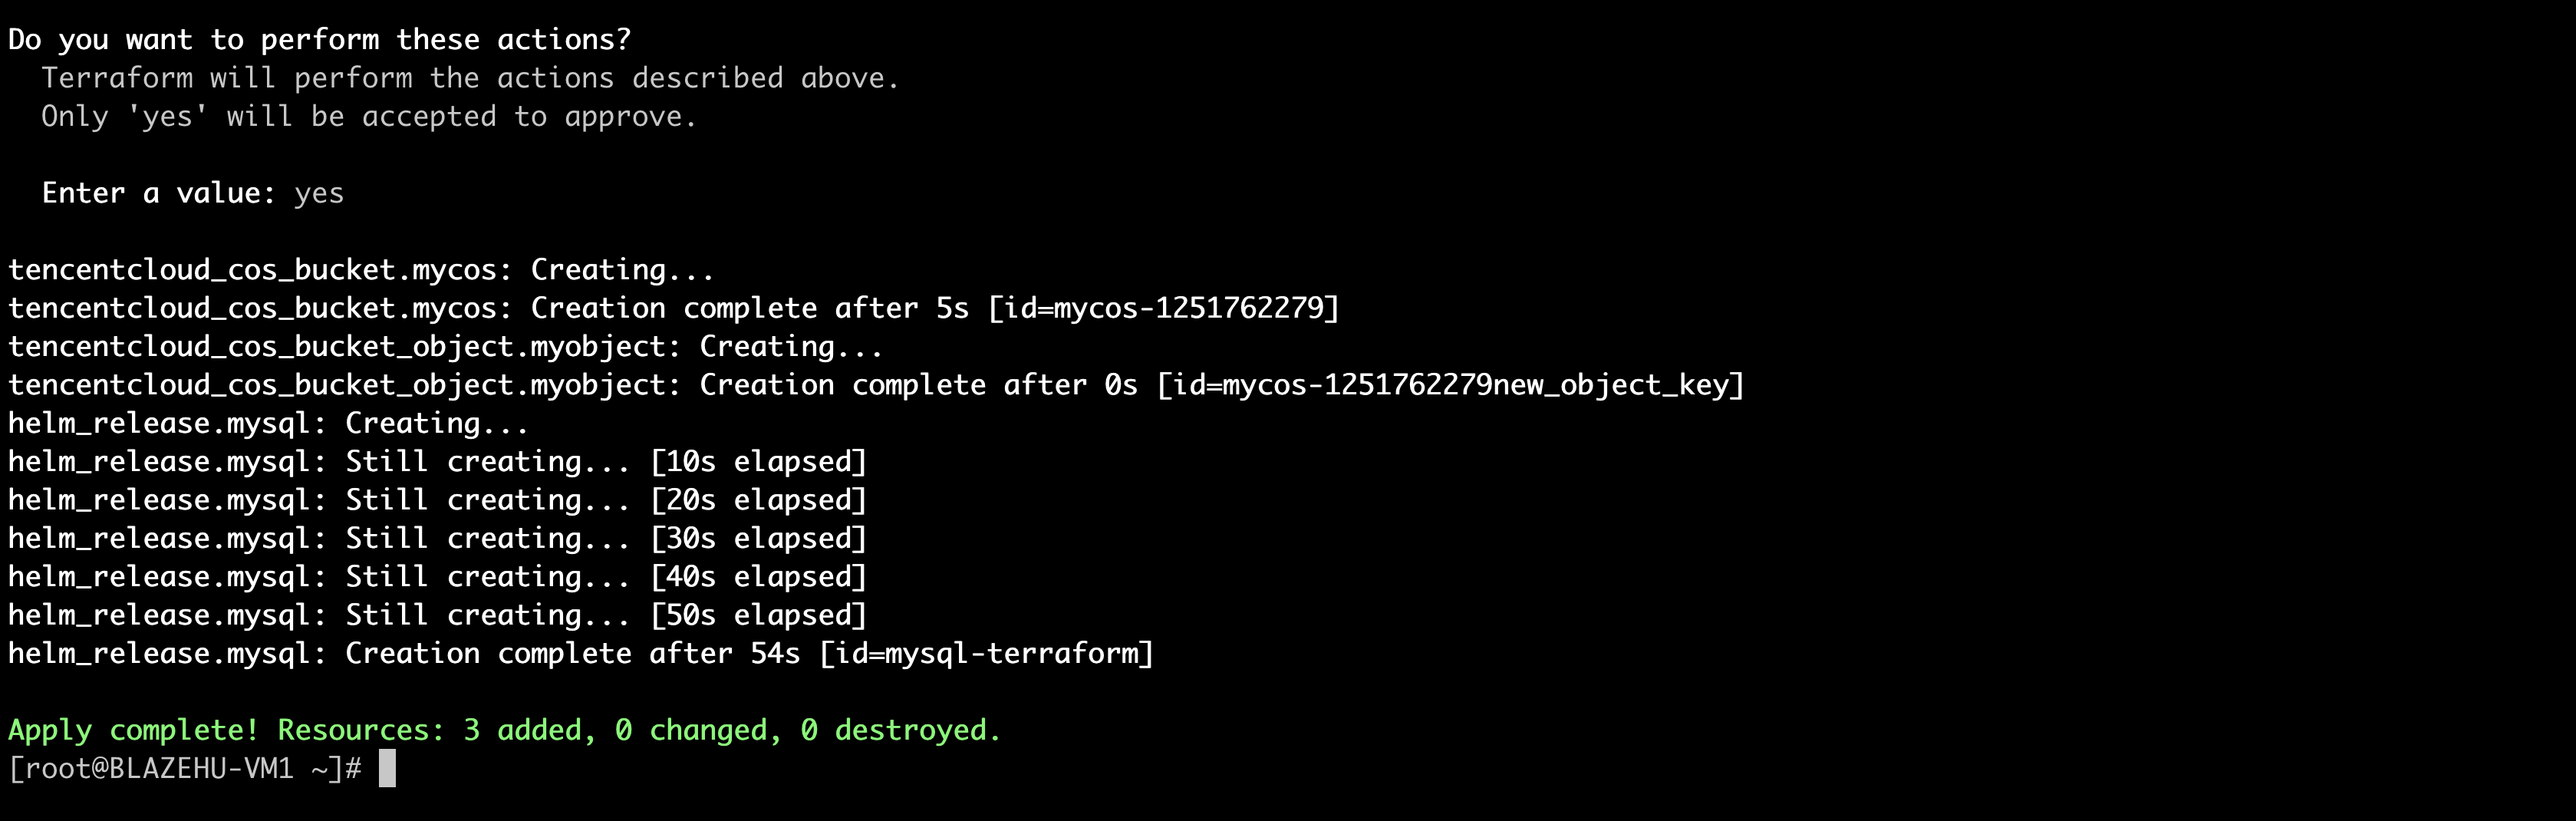 Do you want to perform these actions?
  Terraform will perform the actions described above.
  Only 'yes' will be accepted to approve.

  Enter a value: yes

tencentcloud_cos_bucket.mycos: Creating...
tencentcloud_cos_bucket.mycos: Creation complete after 5s [id=mycos-1251762279]
tencentcloud_cos_bucket_object.myobject: Creating...
tencentcloud_cos_bucket_object.myobject: Creation complete after 0s [id=mycos-1251762279new_object_key]
helm_release.mysql: Creating...
helm_release.mysql: Still creating... [10s elapsed]
helm_release.mysql: Still creating... [20s elapsed]
helm_release.mysql: Still creating... [30s elapsed]
helm_release.mysql: Still creating... [40s elapsed]
helm_release.mysql: Still creating... [50s elapsed]
helm_release.mysql: Creation complete after 54s [id=mysql-terraform]

Apply complete! Resources: 3 added, 0 changed, 0 destroyed.
[root@BLAZEHU-VM1 ~]#